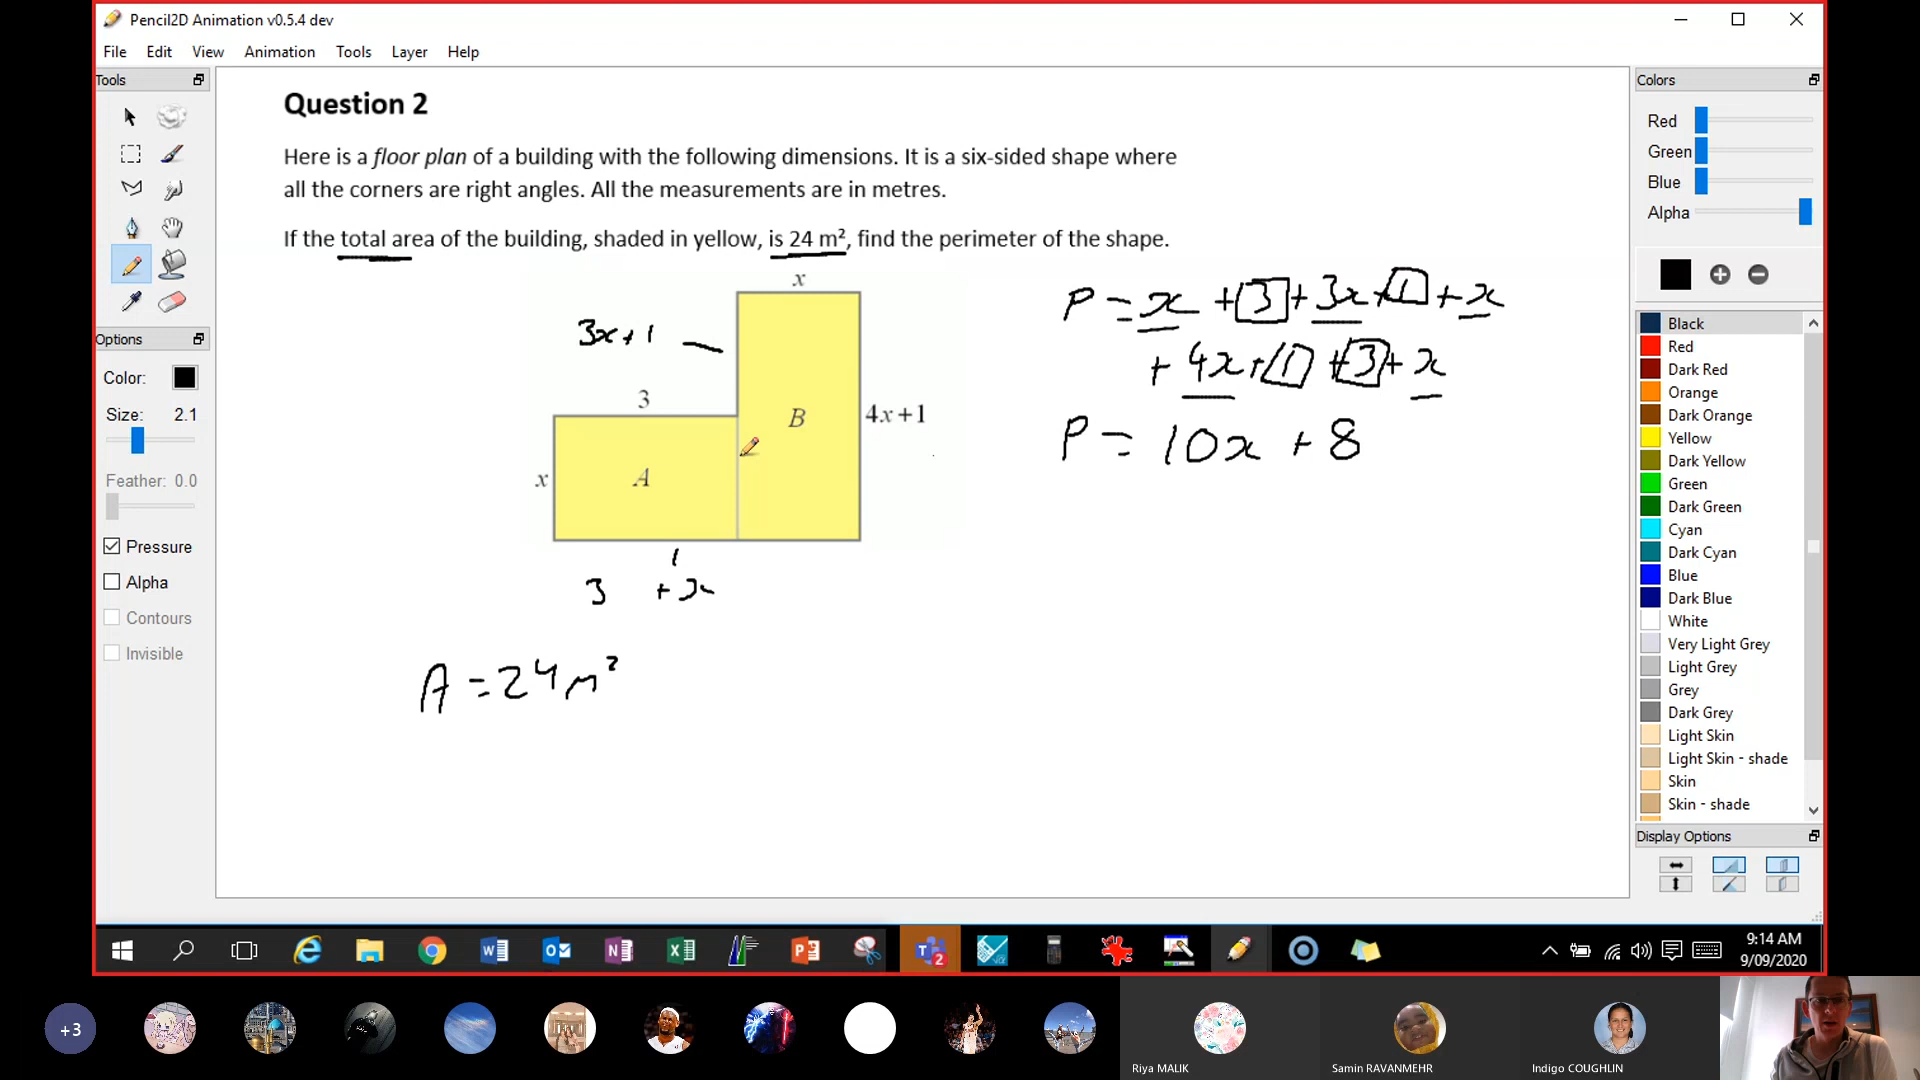 Pencil2D Animation v0.5.4 dev
File Edit View Animation Tools Layer Help
Tools
Options
Color:
Size: 2.1
Feather: 0.0
Pressure
Alpha
Contours
Invisible
Question 2
Here is a floor plan of a building with the following dimensions. It is a six-sided shape where
all the corners are right angles. All the measurements are in metres.
If the total area of the building, shaded in yellow, is 24 m², find the perimeter of the shape.
x
3x+1
3
B
4x+1
x
A
3 + x
A = 24 m²
P = x + 3 + 3x + 1 + x
+ 4x + 1 + 3 + x
P = 10x + 8
Colors
Red
Green
Blue
Alpha
Black
Red
Dark Red
Orange
Dark Orange
Yellow
Dark Yellow
Green
Dark Green
Cyan
Dark Cyan
Blue
Dark Blue
White
Very Light Grey
Light Grey
Grey
Dark Grey
Light Skin
Light Skin - shade
Skin
Skin - shade
Display Options
9:14 AM
9/09/2020
+3
Riya MALIK
Samin RAVANMEHR
Indigo COUGHLIN